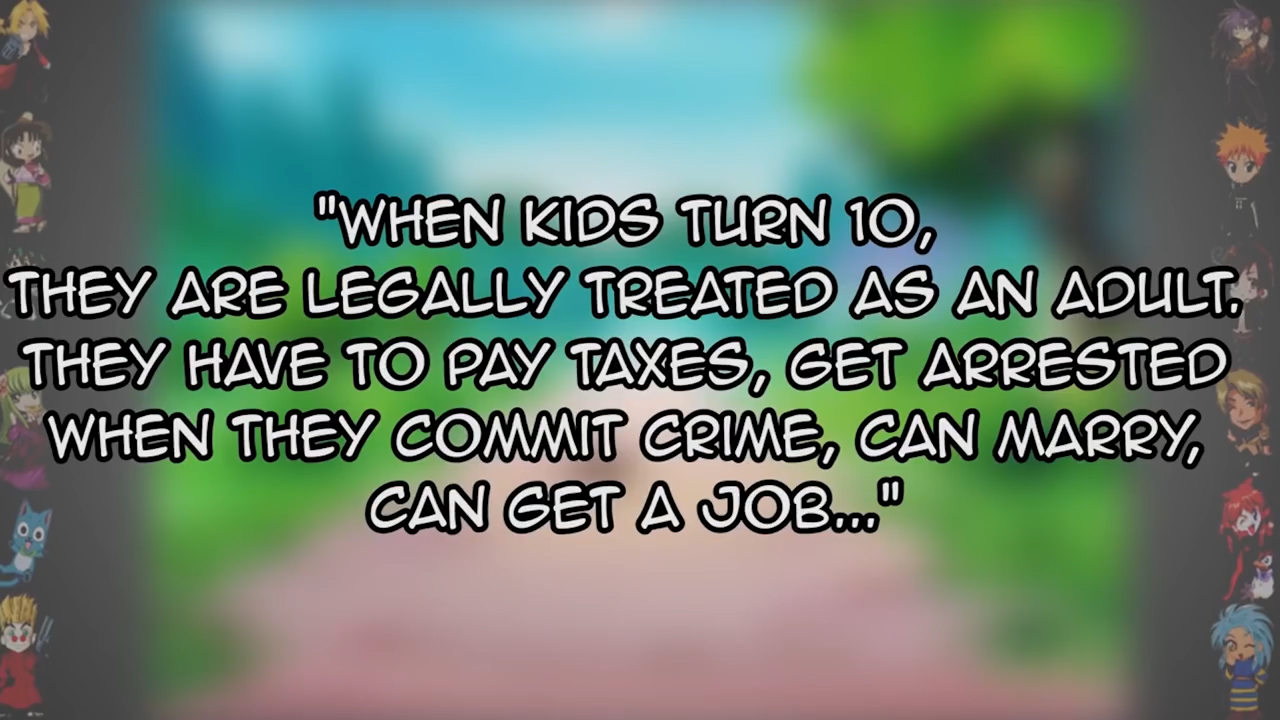 "WHEN KIDS TURN 10,
THEY ARE LEGALLY TREATED AS AN ADULT.
THEY HAVE TO PAY TAXES, GET ARRESTED
WHEN THEY COMMIT CRIME, CAN MARRY,
CAN GET A JOB..."